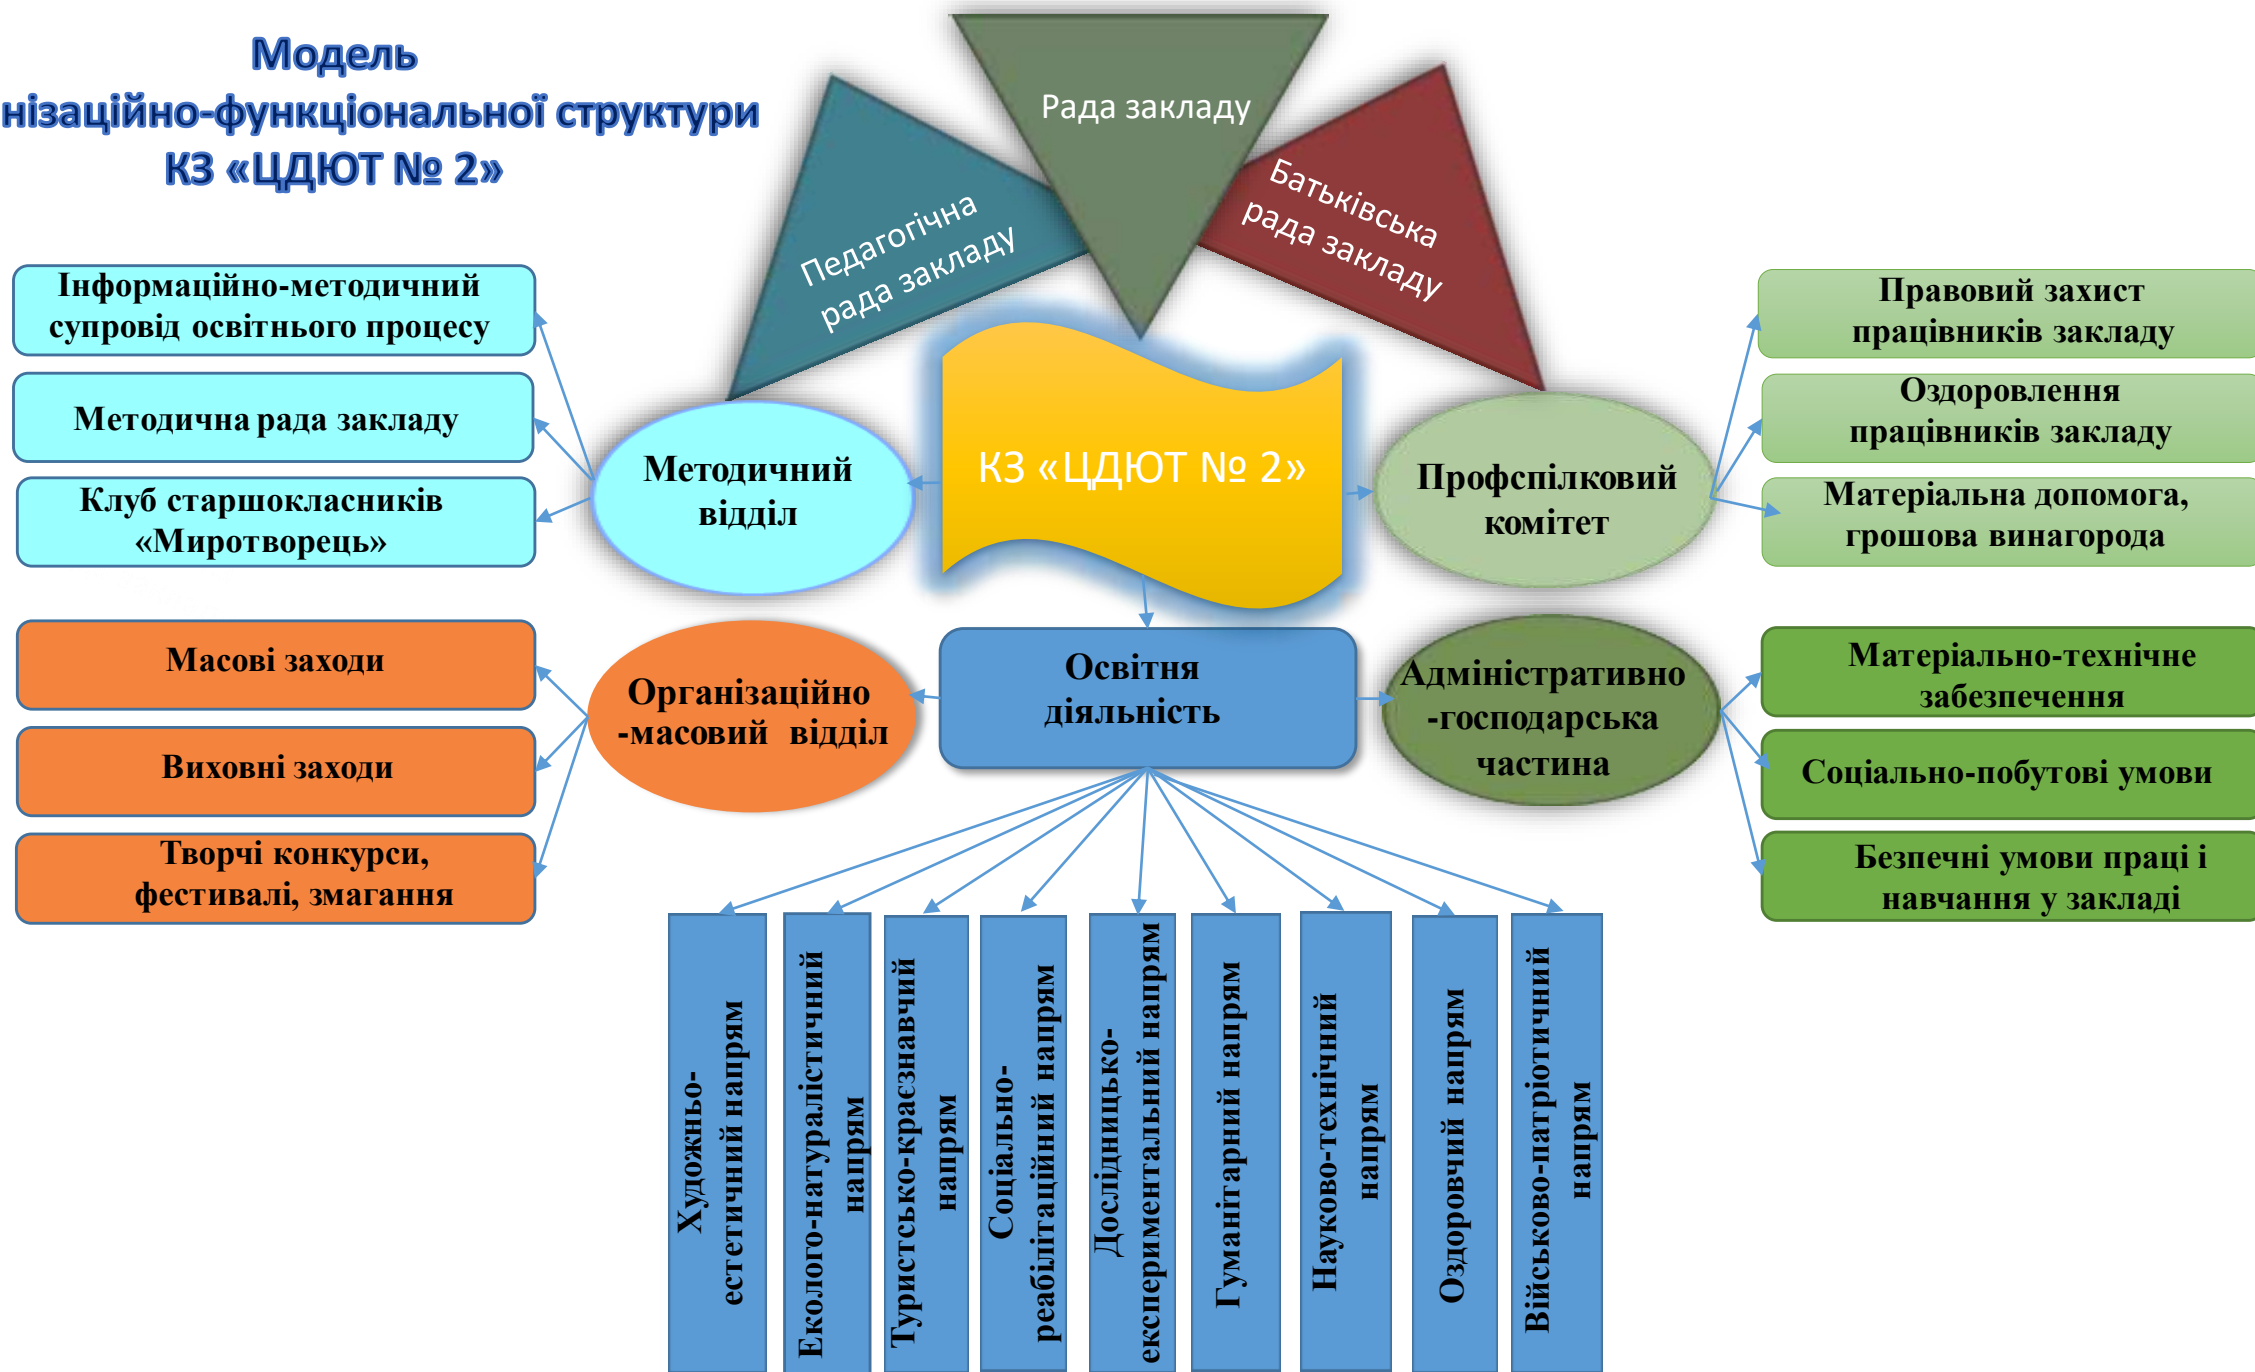 Модель
нізаційно-функціональної структури
КЗ «ЦДЮТ № 2»
Рада закладу
Педагогічна
рада закладу
Батьківська
рада закладу
Інформаційно-методичний
супровід освітнього процесу
Методична рада закладу
Клуб старшокласників
«Миротворець»
Методичний
відділ
КЗ «ЦДЮТ № 2»
Профспілковий
комітет
Правовий захист
працівників закладу
Оздоровлення
працівників закладу
Матеріальна допомога,
грошова винагорода
Масові заходи
Виховні заходи
Творчі конкурси,
фестивалі, змагання
Організаційно
-масовий відділ
Освітня
діяльність
Адміністративно
-господарська
частина
Матеріально-технічне
забезпечення
Соціально-побутові умови
Безпечні умови праці і
навчання у закладі
Художньо-
естетичний напрям
Еколого-натуралістичний
напрям
Туристсько-краєзнавчий
напрям
Соціально-
реабілітаційний напрям
Дослідницько-
експериментальний напрям
Гуманітарний напрям
Науково-технічний
напрям
Оздоровчий напрям
Військово-патріотичний
напрям